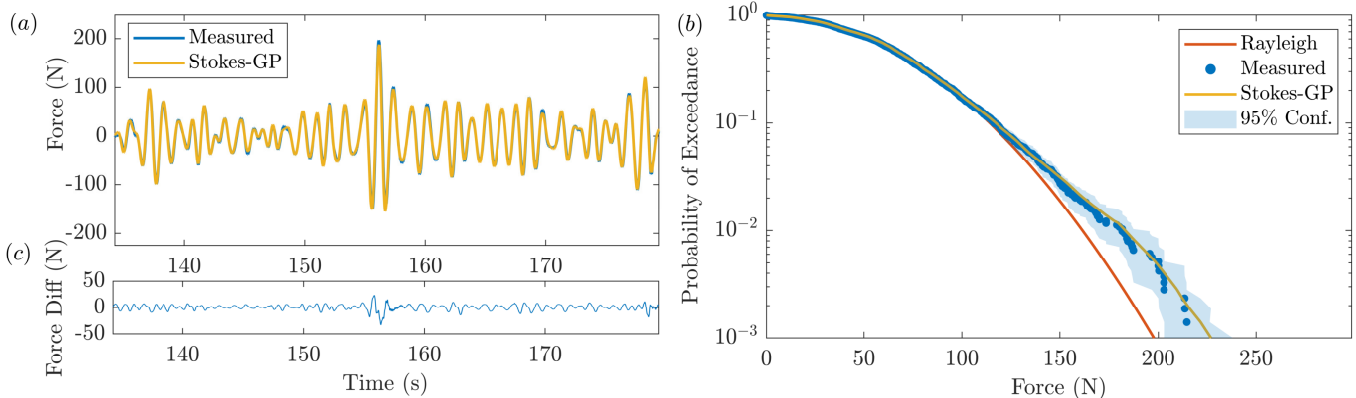 (a)
Measured
Stokes-GP
Force (N)
200
100
0
-100
-200
140
150
160
170
(c)
Force Diff (N)
50
0
-50
140
150
160
170
Time (s)
(b)
Rayleigh
Measured
Stokes-GP
95% Conf.
Probability of Exceedance
10^0
10^-1
10^-2
10^-3
0
50
100
150
200
250
Force (N)